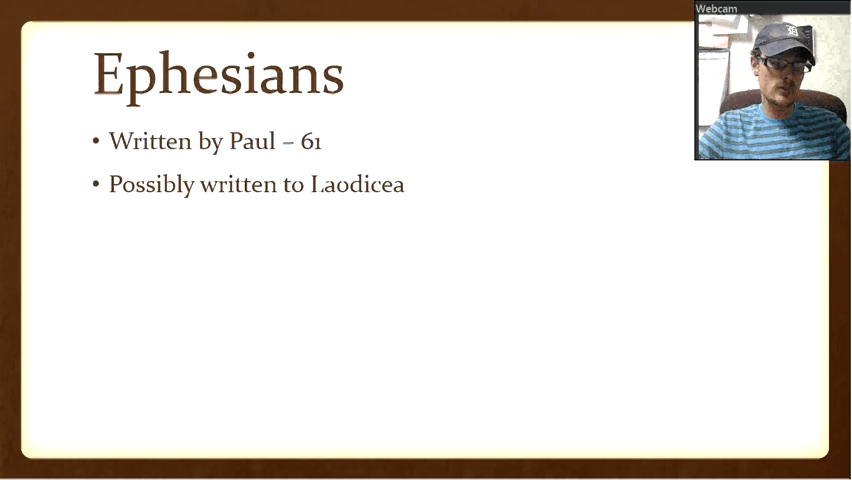 Webcam
Ephesians
• Written by Paul – 61
• Possibly written to Laodicea